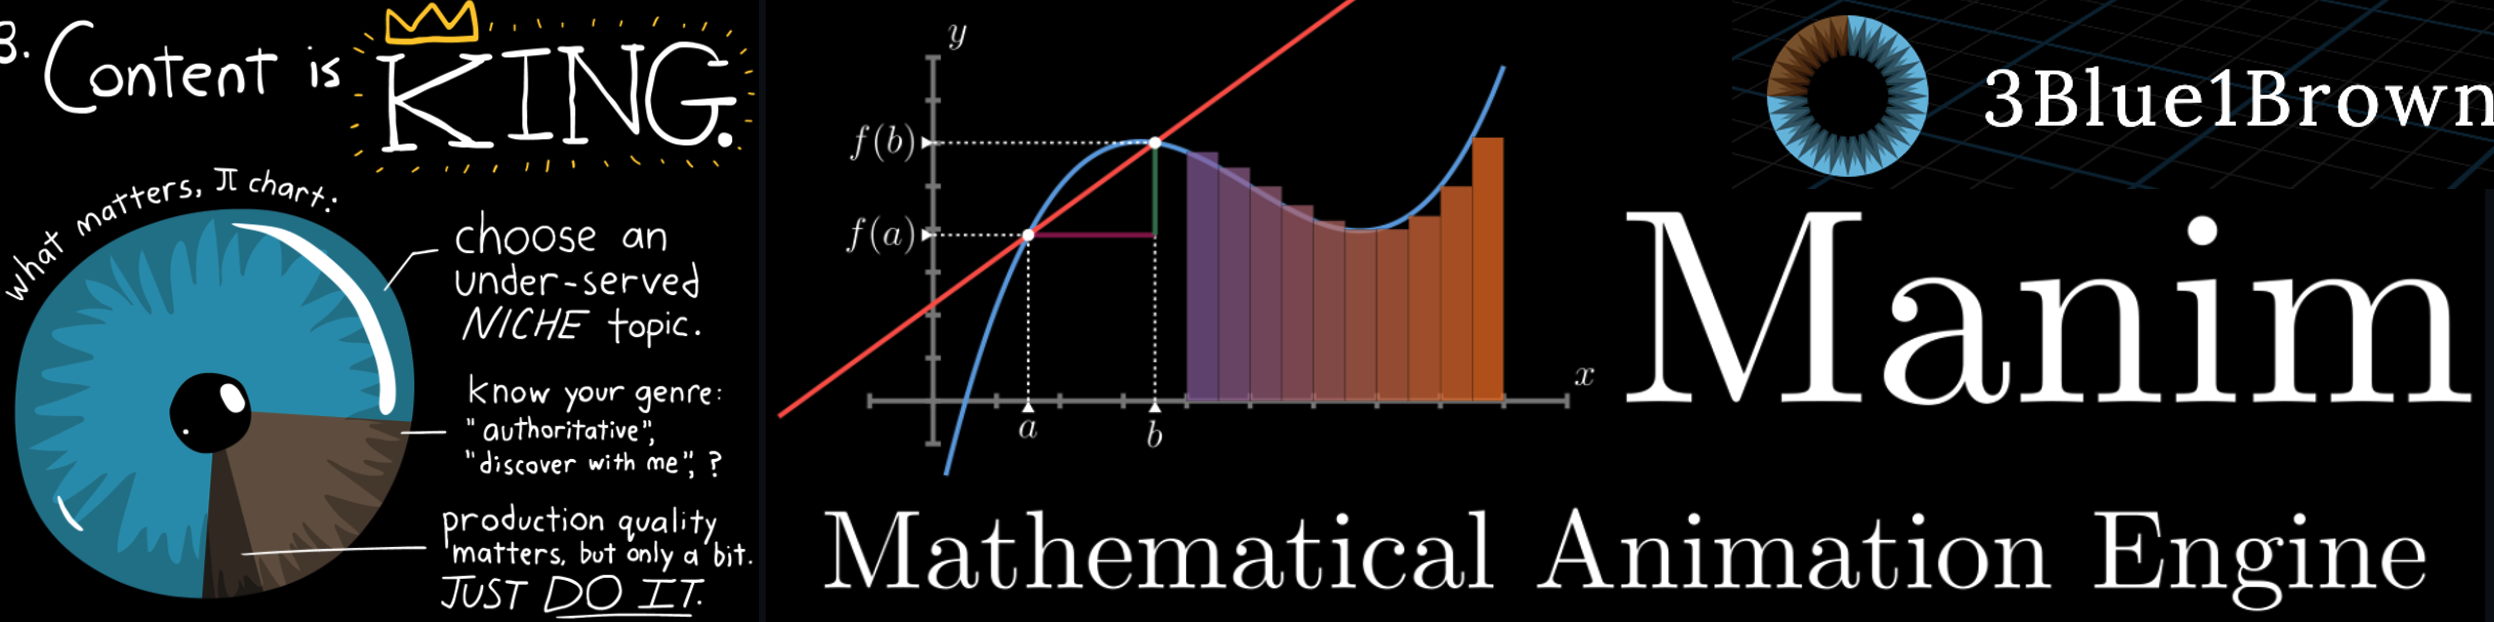 3. Content is KING.
what matters, π chart:
choose an
under-served
NICHE topic.
know your genre:
"authoritative",
"discover with me", ?
production quality
matters, but only a bit.
JUST DO IT.
y
f(b)
f(a)
a
b
x
3Blue1Brown
Manim
Mathematical Animation Engine